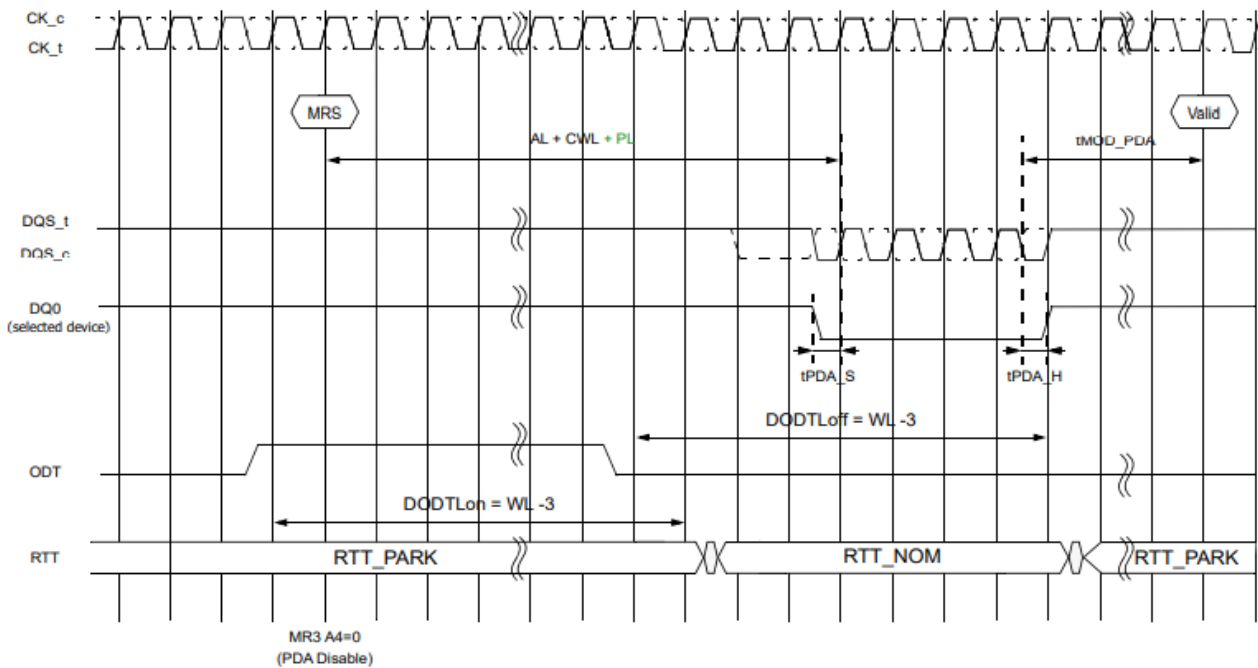 CK_c
CK_t
MRS
Valid
AL + CWL + PL
tMOD_PDA
DQS_t
DQS_c
DQ0
(selected device)
tPDA_S
tPDA_H
DODTLoff = WL -3
ODT
DODTLon = WL -3
RTT
RTT_PARK
RTT_NOM
RTT_PARK
MR3 A4=0
(PDA Disable)